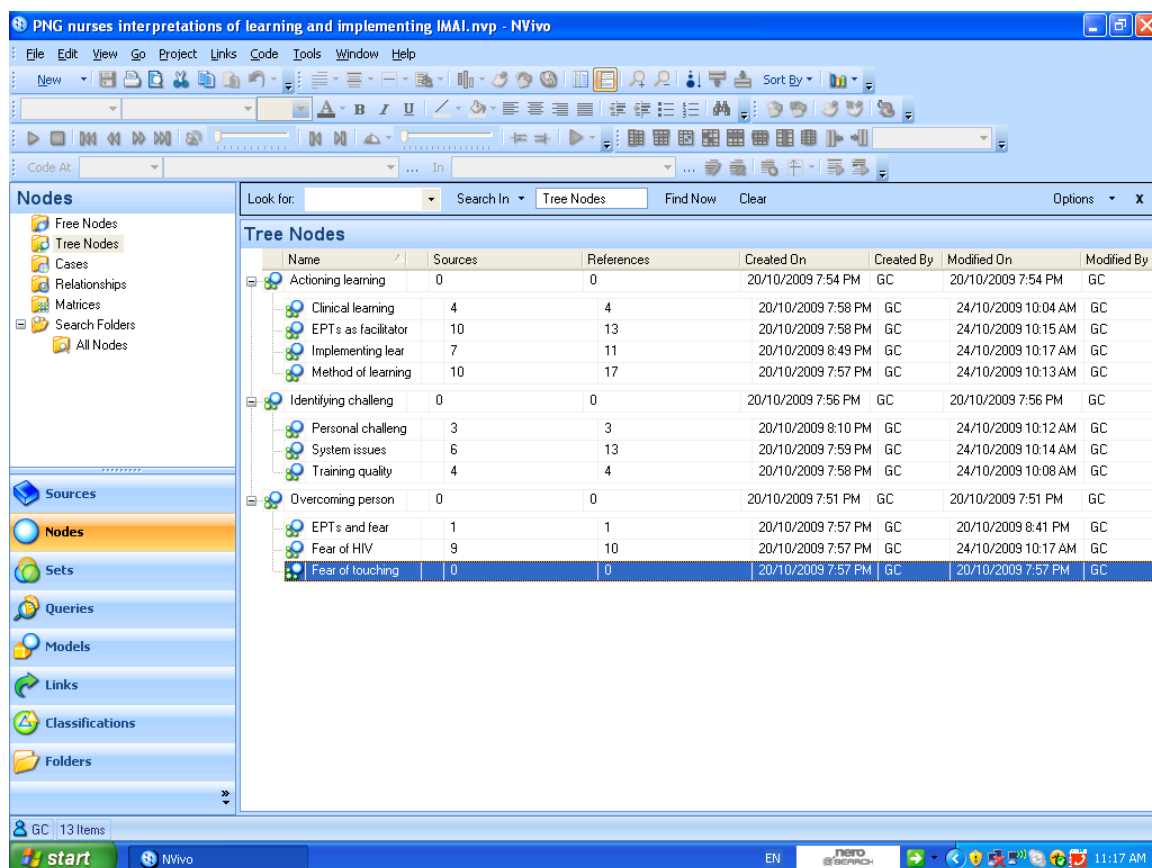 PNG nurses interpretations of learning and implementing IMAI.nvp - NVivo
File Edit View Go Project Links Code Tools Window Help
New Sort By
A B I U
Code At In
Nodes
Free Nodes
Tree Nodes
Cases
Relationships
Matrices
Search Folders
All Nodes
Sources
Nodes
Sets
Queries
Models
Links
Classifications
Folders
Look for: Search In Tree Nodes Find Now Clear Options x
Tree Nodes
Name Sources References Created On Created By Modified On Modified By
Actioning learning 0 0 20/10/2009 7:54 PM GC 20/10/2009 7:54 PM GC
Clinical learning 4 4 20/10/2009 7:58 PM GC 24/10/2009 10:04 AM GC
EPTs as facilitator 10 13 20/10/2009 7:58 PM GC 24/10/2009 10:15 AM GC
Implementing lear 7 11 20/10/2009 8:49 PM GC 24/10/2009 10:17 AM GC
Method of learning 10 17 20/10/2009 7:57 PM GC 24/10/2009 10:13 AM GC
Identifying challeng 0 0 20/10/2009 7:56 PM GC 20/10/2009 7:56 PM GC
Personal challeng 3 3 20/10/2009 8:10 PM GC 24/10/2009 10:12 AM GC
System issues 6 13 20/10/2009 7:59 PM GC 24/10/2009 10:14 AM GC
Training quality 4 4 20/10/2009 7:58 PM GC 24/10/2009 10:08 AM GC
Overcoming person 0 0 20/10/2009 7:51 PM GC 20/10/2009 7:51 PM GC
EPTs and fear 1 1 20/10/2009 7:57 PM GC 20/10/2009 8:41 PM GC
Fear of HIV 9 10 20/10/2009 7:57 PM GC 24/10/2009 10:17 AM GC
Fear of touching 0 0 20/10/2009 7:57 PM GC 20/10/2009 7:57 PM GC
GC 13 Items
start NVivo EN nero SEARCH 11:17 AM